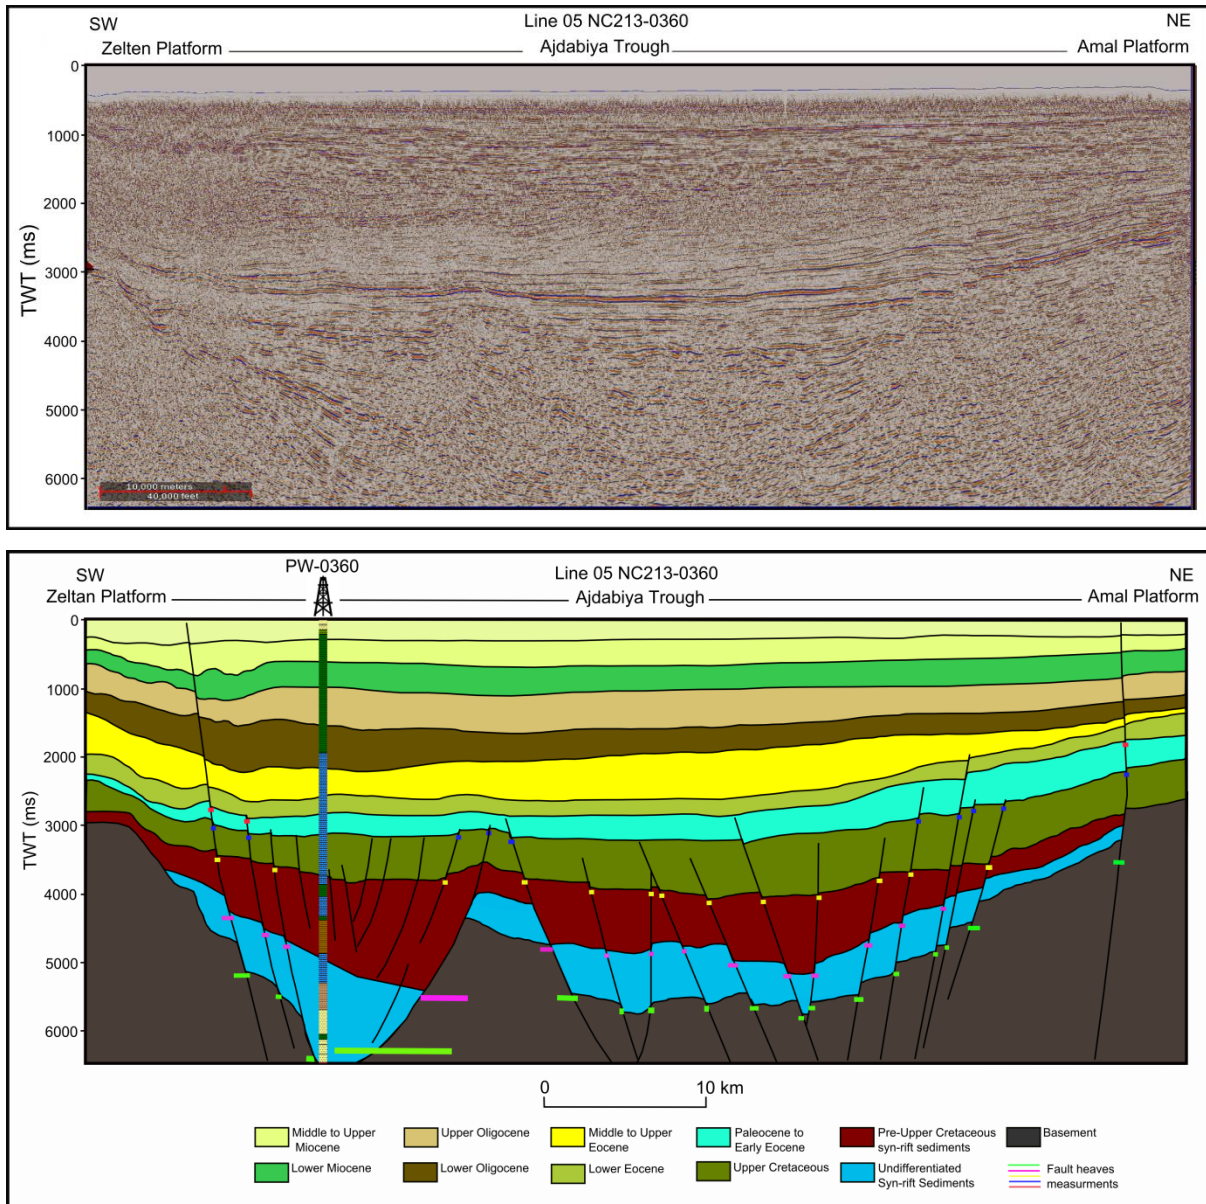 SW
Line 05 NC213-0360
NE
Zelten Platform
Ajdabiya Trough
Amal Platform
0
1000
2000
3000
4000
5000
6000
TWT (ms)
10,000 meters
40,000 feet
PW-0360
SW
Line 05 NC213-0360
NE
Zeltan Platform
Ajdabiya Trough
Amal Platform
0
1000
2000
3000
4000
5000
6000
TWT (ms)
0
10 km
Middle to Upper
Miocene
Upper Oligocene
Middle to Upper
Eocene
Paleocene to
Early Eocene
Pre-Upper Cretaceous
syn-rift sediments
Basement
Lower Miocene
Lower Oligocene
Lower Eocene
Upper Cretaceous
Undifferentiated
Syn-rift Sediments
Fault heaves
measurments